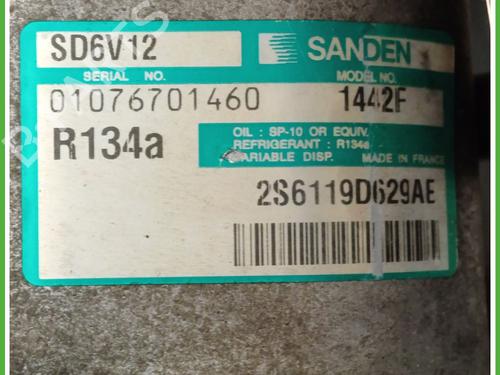 SD6V12
SANDEN
SERIAL NO.
MODEL NO.
01076701460
1442F
R134a
OIL : SP-10 OR EQUIV.
REFRIGERANT : R134a
VARIABLE DISP. MADE IN FRANCE
2S6119D629AE